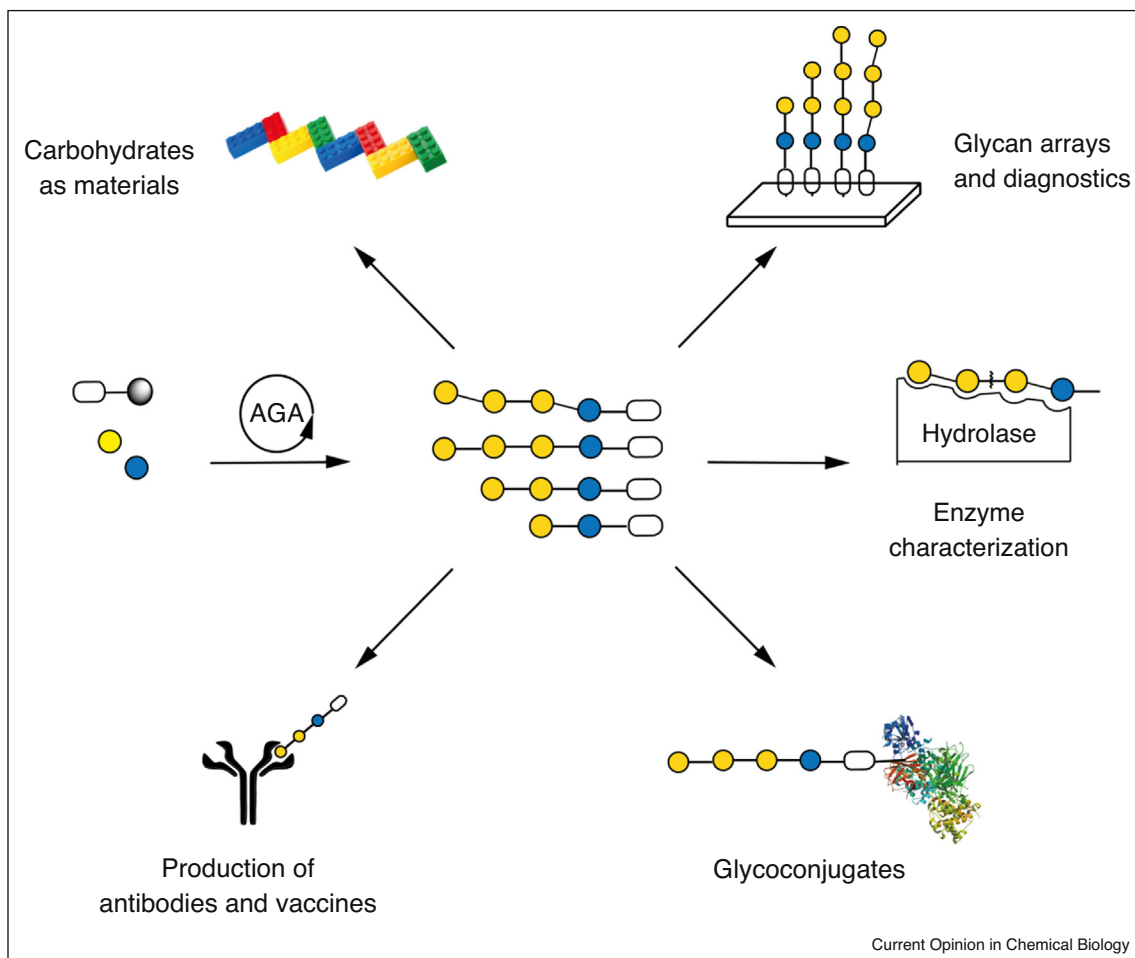 Carbohydrates
as materials
Glycan arrays
and diagnostics
AGA
Hydrolase
Enzyme
characterization
Production of
antibodies and vaccines
Glycoconjugates
Current Opinion in Chemical Biology